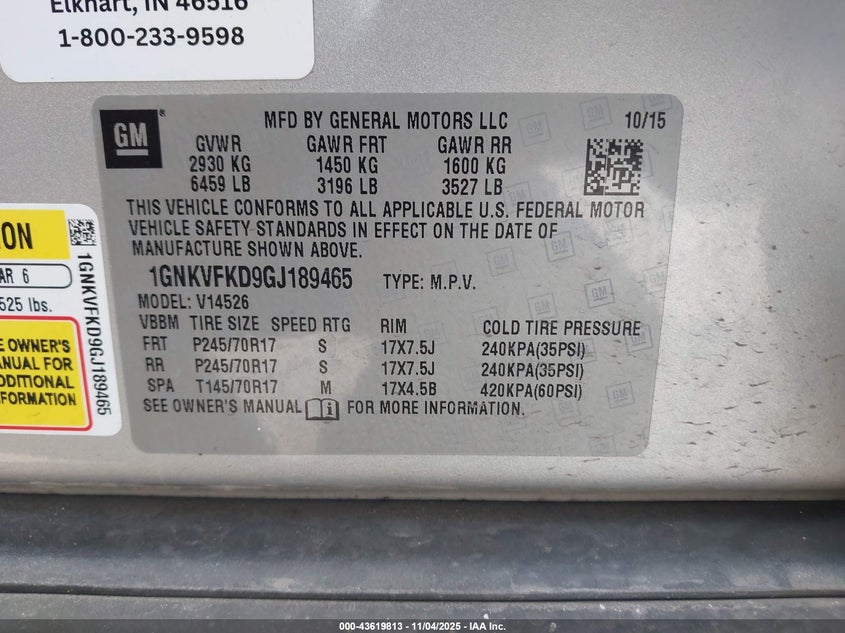 Elkhart, IN 46516
1-800-233-9598
GM
MFD BY GENERAL MOTORS LLC 10/15
GVWR GAWR FRT GAWR RR
2930 KG 1450 KG 1600 KG
6459 LB 3196 LB 3527 LB
THIS VEHICLE CONFORMS TO ALL APPLICABLE U.S. FEDERAL MOTOR
VEHICLE SAFETY STANDARDS IN EFFECT ON THE DATE OF
MANUFACTURE SHOWN ABOVE.
1GNKVFKD9GJ189465 TYPE: M.P.V.
MODEL: V14526
VBBM TIRE SIZE SPEED RTG RIM COLD TIRE PRESSURE
FRT P245/70R17 S 17X7.5J 240KPA(35PSI)
RR P245/70R17 S 17X7.5J 240KPA(35PSI)
SPA T145/70R17 M 17X4.5B 420KPA(60PSI)
SEE OWNER'S MANUAL FOR MORE INFORMATION.
ON
AR 6
525 lbs.
E OWNER'S
MANUAL FOR
DDITIONAL
FORMATION
1GNKVFKD9GJ189465
000-43619813 - 11/04/2025 - IAA Inc.